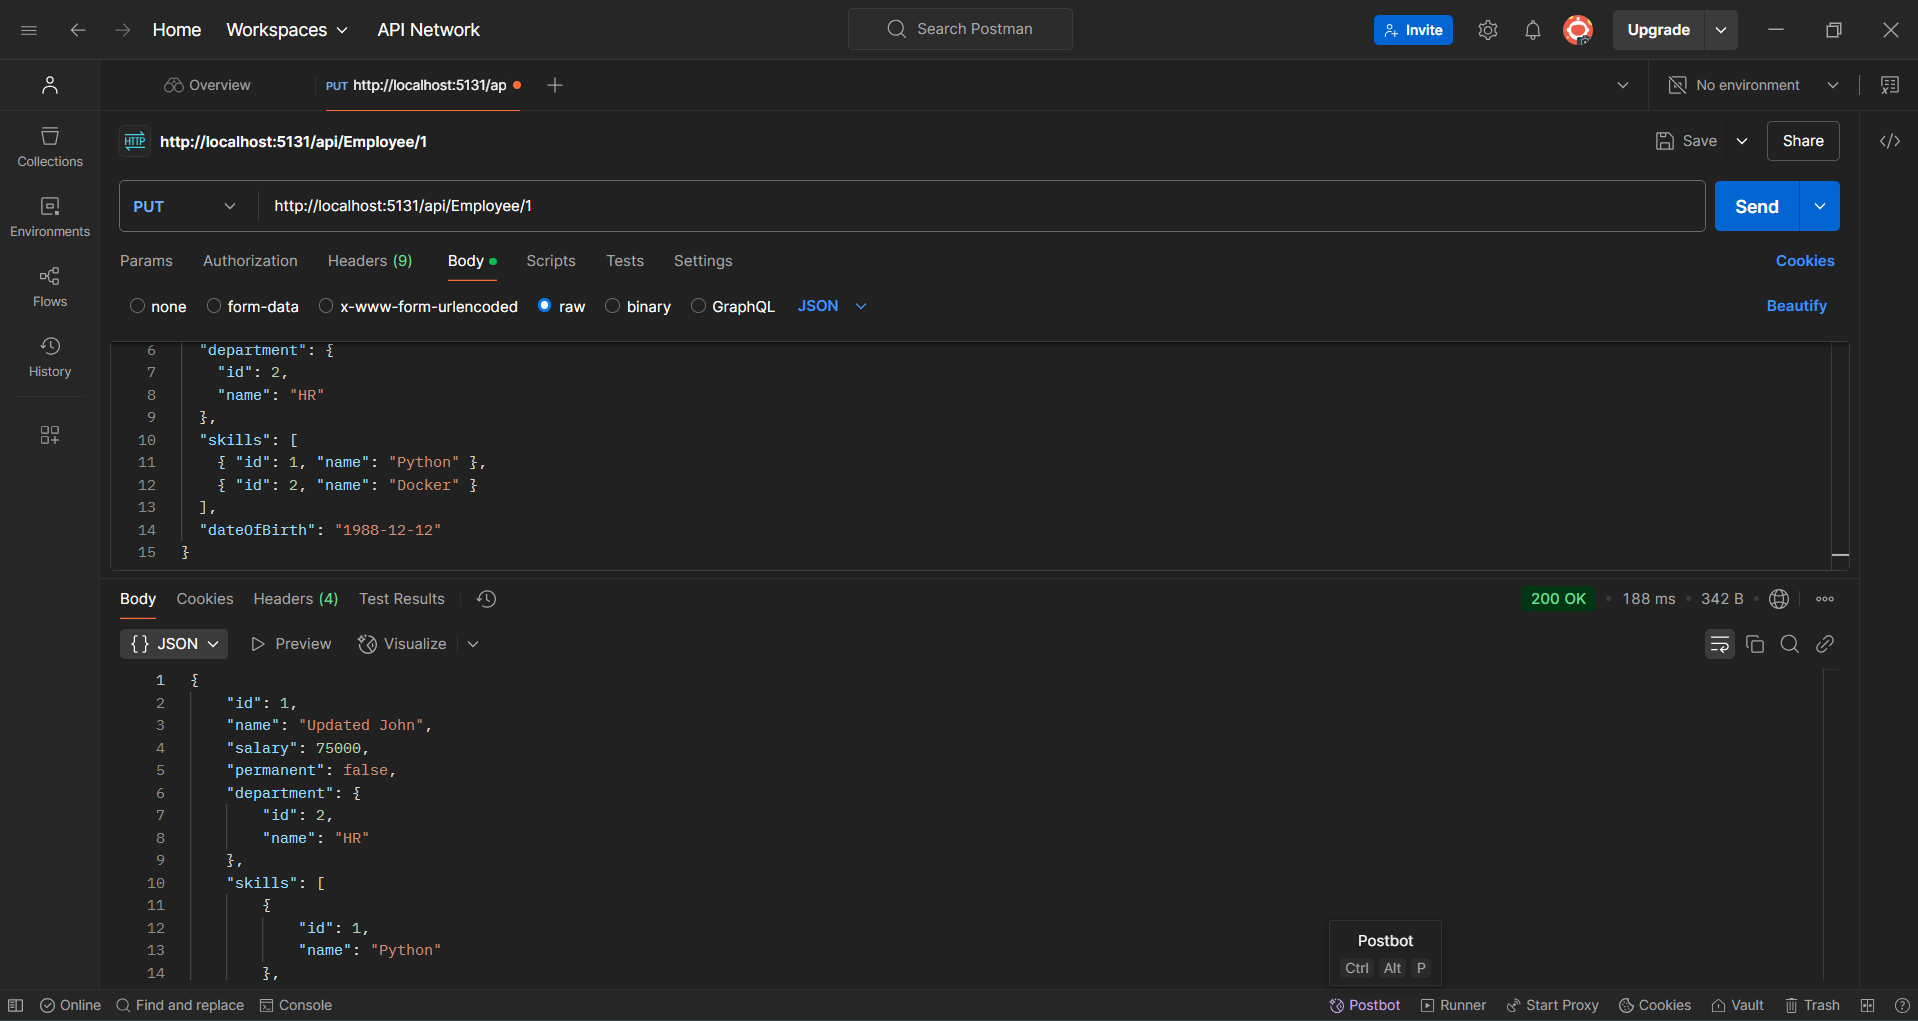 Home Workspaces API Network Search Postman Invite Upgrade
Overview PUT http://localhost:5131/ap No environment
HTTP http://localhost:5131/api/Employee/1 Save Share
Collections
Environments
Flows
History
PUT http://localhost:5131/api/Employee/1 Send
Params Authorization Headers (9) Body Scripts Tests Settings Cookies
none form-data x-www-form-urlencoded raw binary GraphQL JSON Beautify
6 "department": {
7 "id": 2,
8 "name": "HR"
9 },
10 "skills": [
11 { "id": 1, "name": "Python" },
12 { "id": 2, "name": "Docker" }
13 ],
14 "dateOfBirth": "1988-12-12"
15 }
Body Cookies Headers (4) Test Results 200 OK • 188 ms • 342 B •
{} JSON Preview Visualize
1 {
2 "id": 1,
3 "name": "Updated John",
4 "salary": 75000,
5 "permanent": false,
6 "department": {
7 "id": 2,
8 "name": "HR"
9 },
10 "skills": [
11 {
12 "id": 1,
13 "name": "Python"
14 },
Postbot
Ctrl Alt P
Online Find and replace Console Postbot Runner Start Proxy Cookies Vault Trash